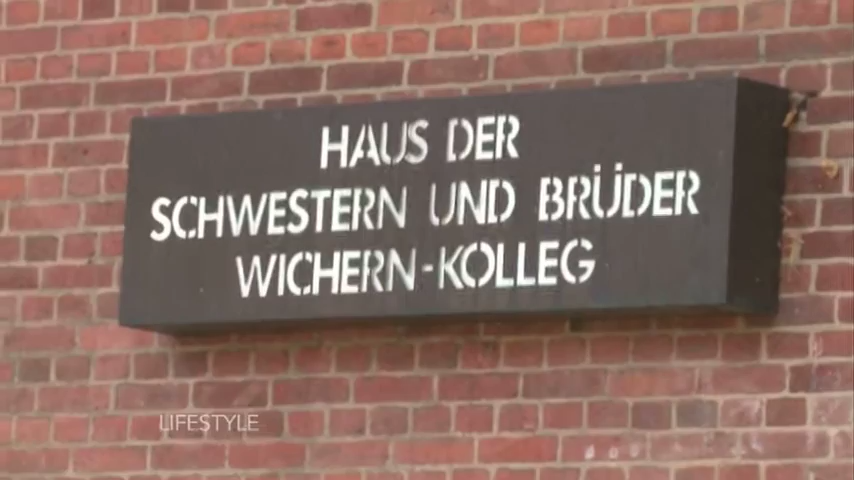 HAUS DER
SCHWESTERN UND BRÜDER
WICHERN-KOLLEG
LIFESTYLE